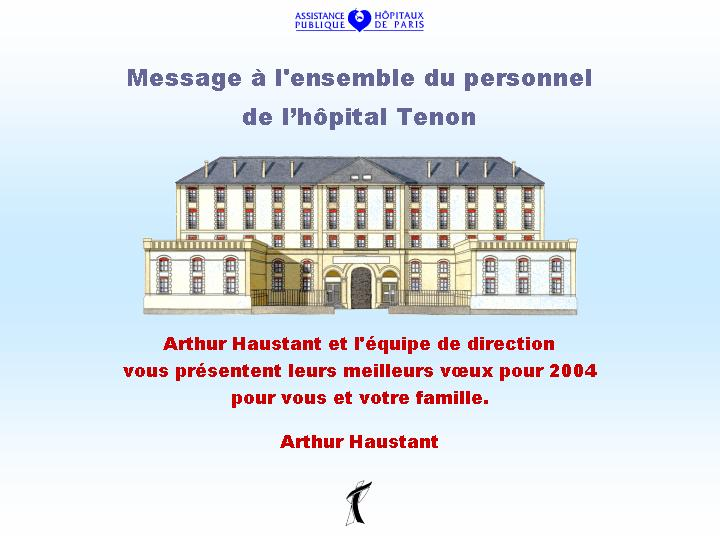 ASSISTANCE HÔPITAUX
PUBLIQUE DE PARIS
Message à l'ensemble du personnel
de l’hôpital Tenon
Arthur Haustant et l'équipe de direction
vous présentent leurs meilleurs vœux pour 2004
pour vous et votre famille.
Arthur Haustant